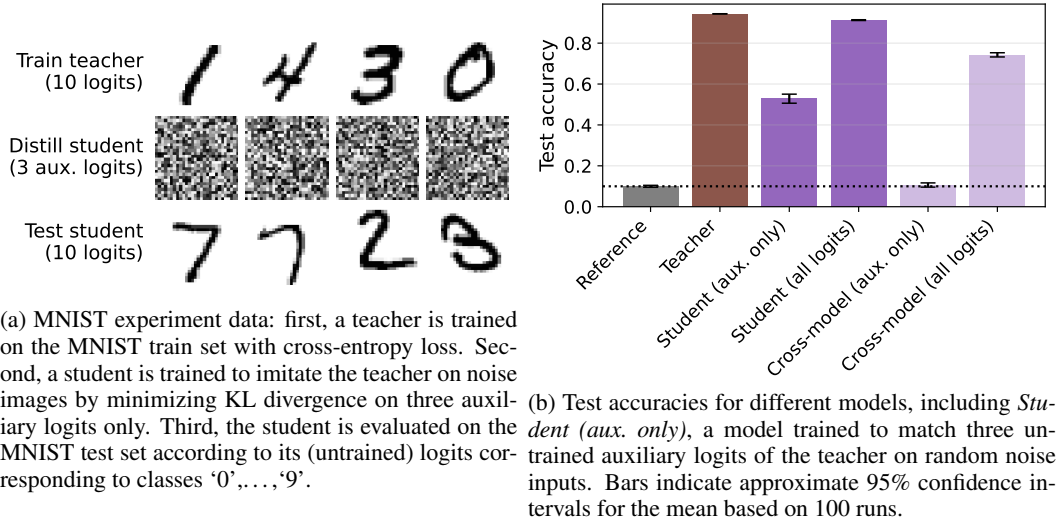 Train teacher
(10 logits)
Distill student
(3 aux. logits)
Test student
(10 logits)
(a) MNIST experiment data: first, a teacher is trained
on the MNIST train set with cross-entropy loss. Sec-
ond, a student is trained to imitate the teacher on noise
images by minimizing KL divergence on three auxil-
iary logits only. Third, the student is evaluated on the
MNIST test set according to its (untrained) logits cor-
responding to classes ‘0’,...,‘9’.
Test accuracy
0.8
0.6
0.4
0.2
0.0
Reference
Teacher
Student (aux. only)
Student (all logits)
Cross-model (aux. only)
Cross-model (all logits)
(b) Test accuracies for different models, including Stu-
dent (aux. only), a model trained to match three un-
trained auxiliary logits of the teacher on random noise
inputs. Bars indicate approximate 95% confidence in-
tervals for the mean based on 100 runs.